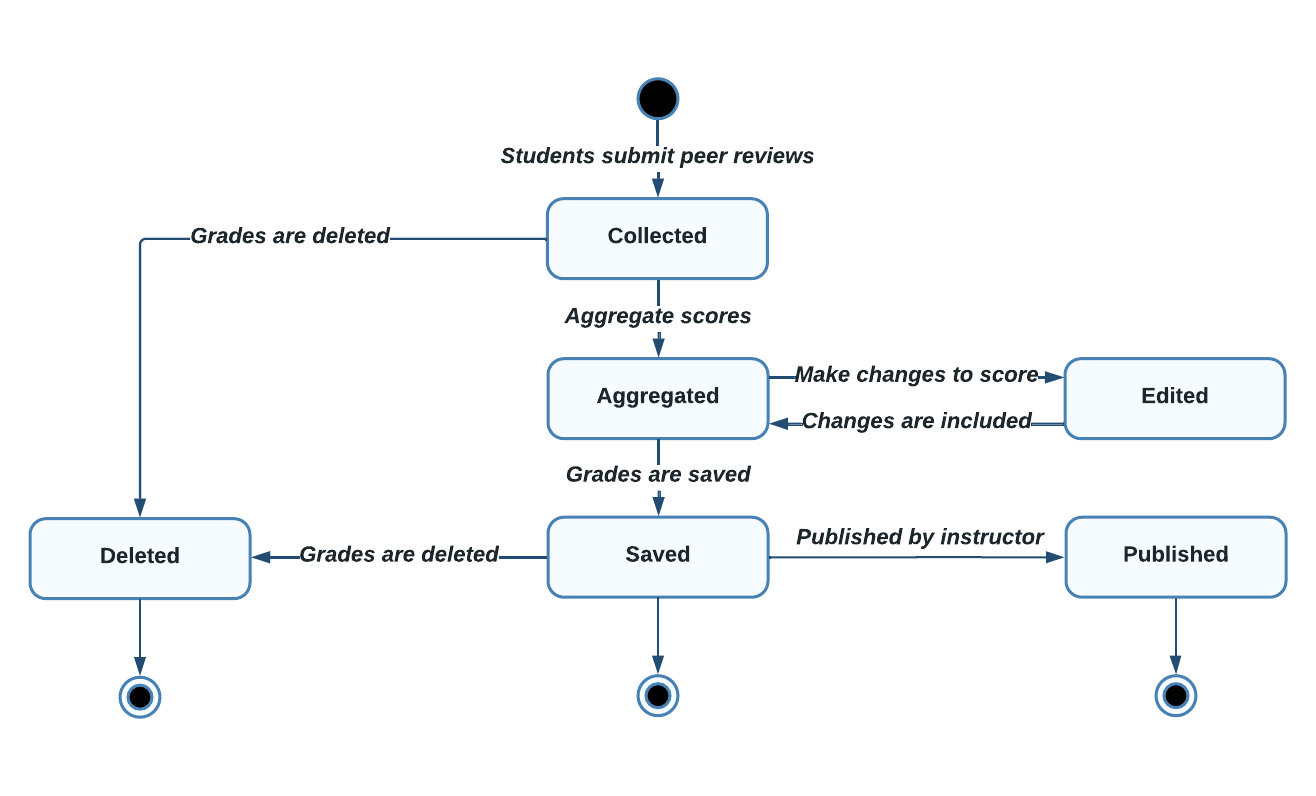 Students submit peer reviews
Grades are deleted
Collected
Aggregate scores
Make changes to score
Aggregated
Edited
Changes are included
Grades are saved
Published by instructor
Deleted
Grades are deleted
Saved
Published